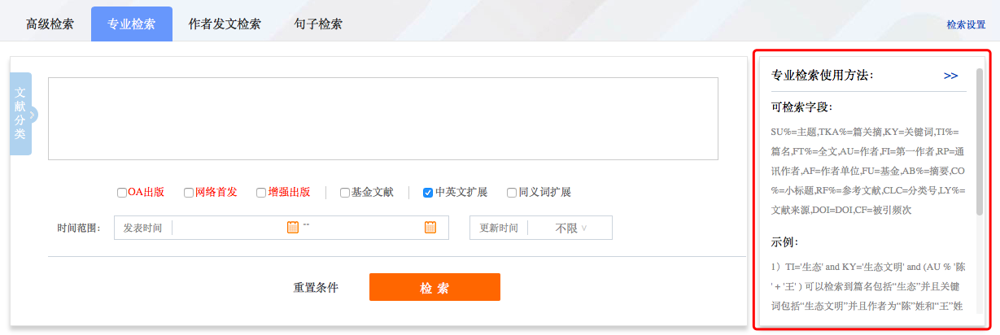 高级检索 专业检索 作者发文检索 句子检索 检索设置
文献分类
OA出版 网络首发 增强出版 基金文献 中英文扩展 同义词扩展
时间范围： 发表时间 -- 更新时间 不限
重置条件 检 索
专业检索使用方法： >>
可检索字段：
SU%=主题,TKA%=篇关摘,KY=关键词,TI%=
篇名,FT%=全文,AU=作者,FI=第一作者,RP=通
讯作者,AF=作者单位,FU=基金,AB%=摘要,CO
%=小标题,RF%=参考文献,CLC=分类号,LY%=
文献来源,DOI=DOI,CF=被引频次
示例：
1）TI='生态' and KY='生态文明' and (AU % '陈
' + '王' ) 可以检索到篇名包括“生态”并且关键
词包括“生态文明”并且作者为“陈”姓和“王”姓